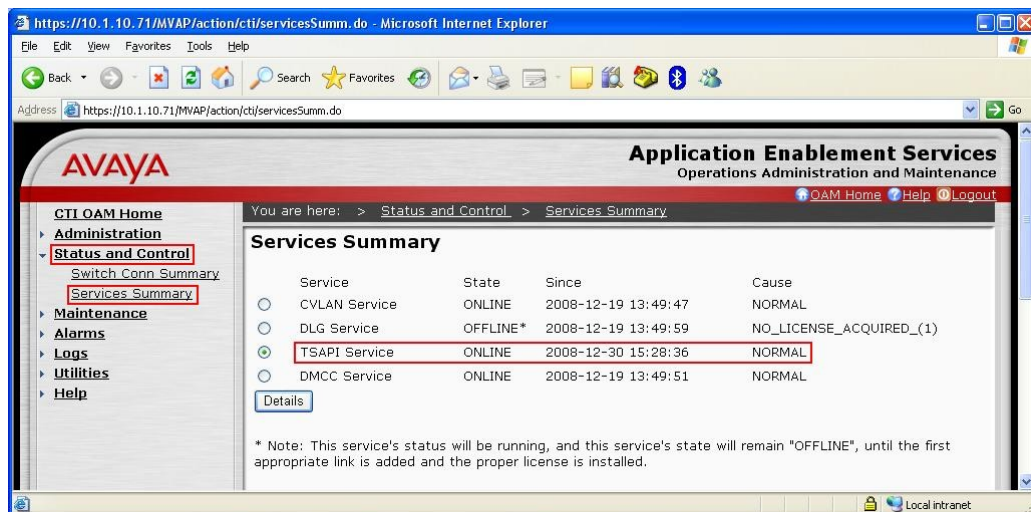 https://10.1.10.71/MVAP/action/cti/servicesSumm.do - Microsoft Internet Explorer
File Edit View Favorites Tools Help
Back Search Favorites
Address https://10.1.10.71/MVAP/action/cti/servicesSumm.do Go
AVAYA
Application Enablement Services
Operations Administration and Maintenance
OAM Home Help Logout
CTI OAM Home
Administration
Status and Control
Switch Conn Summary
Services Summary
Maintenance
Alarms
Logs
Utilities
Help
You are here: > Status and Control > Services Summary
Services Summary
Service State Since Cause
CVLAN Service ONLINE 2008-12-19 13:49:47 NORMAL
DLG Service OFFLINE* 2008-12-19 13:49:59 NO_LICENSE_ACQUIRED_(1)
TSAPI Service ONLINE 2008-12-30 15:28:36 NORMAL
DMCC Service ONLINE 2008-12-19 13:49:51 NORMAL
Details
* Note: This service's status will be running, and this service's state will remain "OFFLINE", until the first
appropriate link is added and the proper license is installed.
Local intranet